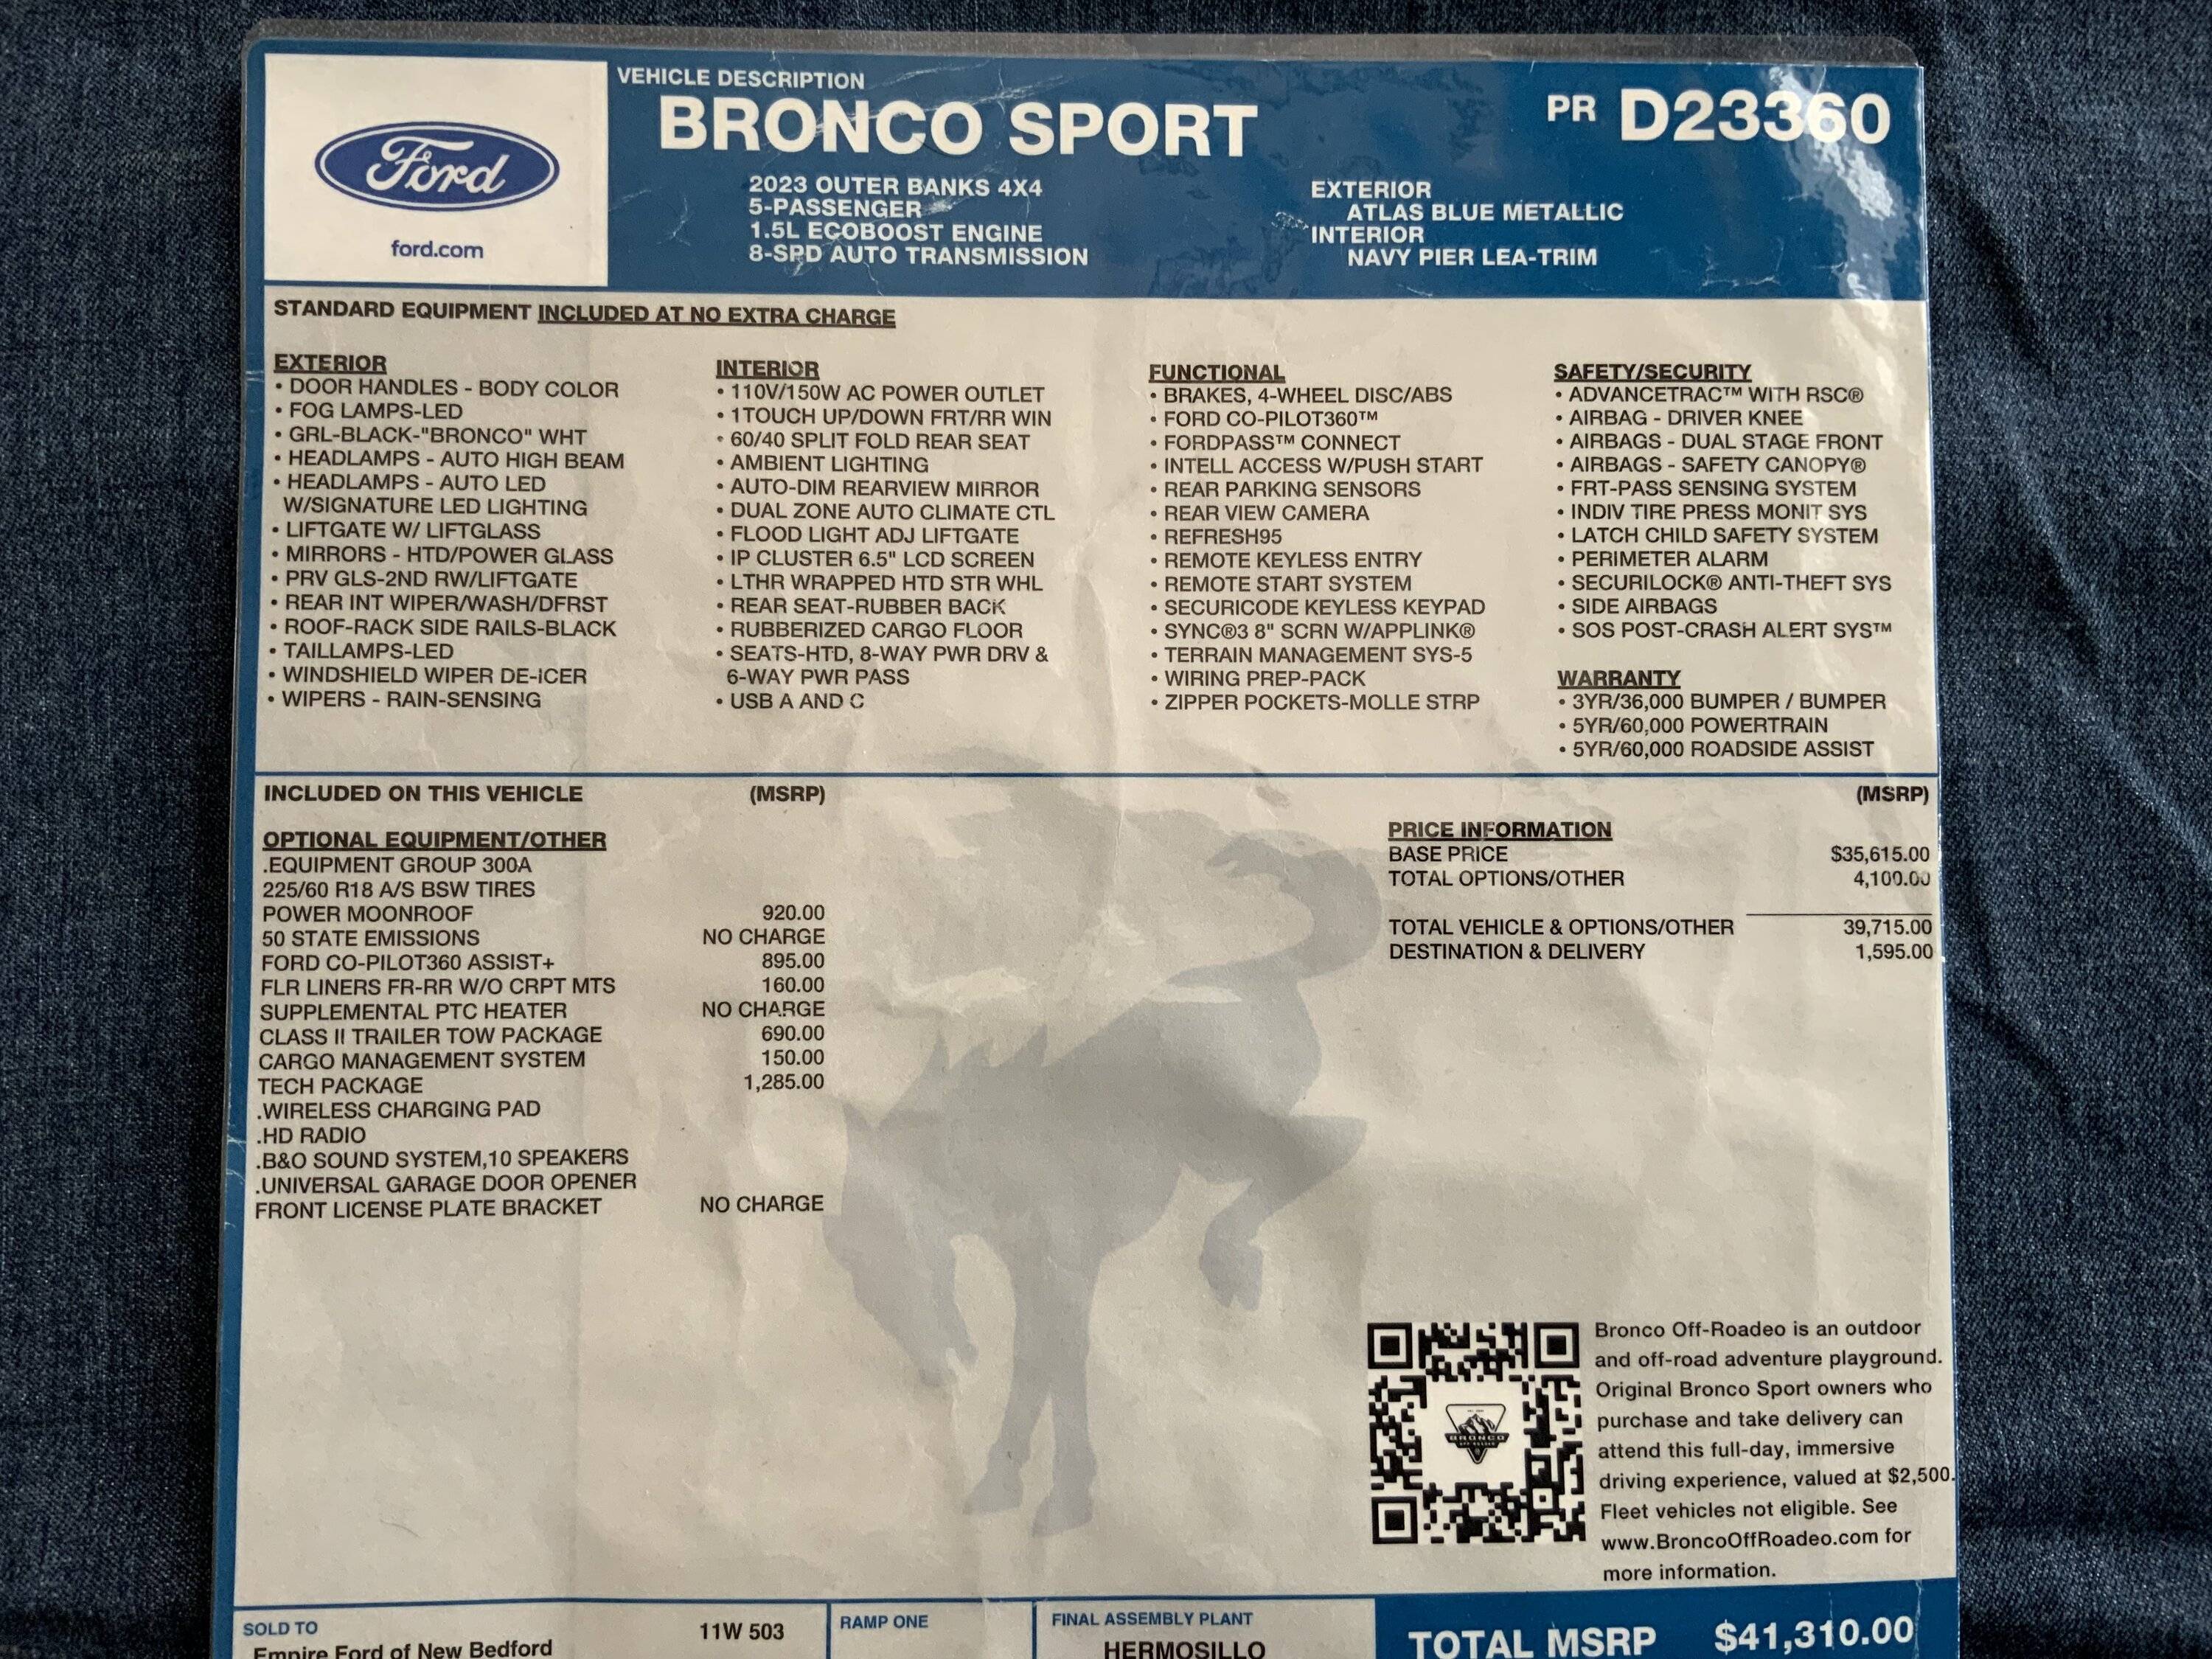 Ford
ford.com
VEHICLE DESCRIPTION
BRONCO SPORT
PR D23360
2023 OUTER BANKS 4X4
5-PASSENGER
1.5L ECOBOOST ENGINE
8-SPD AUTO TRANSMISSION
EXTERIOR
ATLAS BLUE METALLIC
INTERIOR
NAVY PIER LEA-TRIM
STANDARD EQUIPMENT INCLUDED AT NO EXTRA CHARGE
EXTERIOR
• DOOR HANDLES - BODY COLOR
• FOG LAMPS-LED
• GRL-BLACK-"BRONCO" WHT
• HEADLAMPS - AUTO HIGH BEAM
• HEADLAMPS - AUTO LED
W/SIGNATURE LED LIGHTING
• LIFTGATE W/ LIFTGLASS
• MIRRORS - HTD/POWER GLASS
• PRV GLS-2ND RW/LIFTGATE
• REAR INT WIPER/WASH/DFRST
• ROOF-RACK SIDE RAILS-BLACK
• TAILLAMPS-LED
• WINDSHIELD WIPER DE-ICER
• WIPERS - RAIN-SENSING
INTERIOR
• 110V/150W AC POWER OUTLET
• 1TOUCH UP/DOWN FRT/RR WIN
• 60/40 SPLIT FOLD REAR SEAT
• AMBIENT LIGHTING
• AUTO-DIM REARVIEW MIRROR
• DUAL ZONE AUTO CLIMATE CTL
• FLOOD LIGHT ADJ LIFTGATE
• IP CLUSTER 6.5" LCD SCREEN
• LTHR WRAPPED HTD STR WHL
• REAR SEAT-RUBBER BACK
• RUBBERIZED CARGO FLOOR
• SEATS-HTD, 8-WAY PWR DRV &
6-WAY PWR PASS
• USB A AND C
FUNCTIONAL
• BRAKES, 4-WHEEL DISC/ABS
• FORD CO-PILOT360™
• FORDPASS™ CONNECT
• INTELL ACCESS W/PUSH START
• REAR PARKING SENSORS
• REAR VIEW CAMERA
• REFRESH95
• REMOTE KEYLESS ENTRY
• REMOTE START SYSTEM
• SECURICODE KEYLESS KEYPAD
• SYNC®3 8" SCRN W/APPLINK®
• TERRAIN MANAGEMENT SYS-5
• WIRING PREP-PACK
• ZIPPER POCKETS-MOLLE STRP
SAFETY/SECURITY
• ADVANCETRAC™ WITH RSC®
• AIRBAG - DRIVER KNEE
• AIRBAGS - DUAL STAGE FRONT
• AIRBAGS - SAFETY CANOPY®
• FRT-PASS SENSING SYSTEM
• INDIV TIRE PRESS MONIT SYS
• LATCH CHILD SAFETY SYSTEM
• PERIMETER ALARM
• SECURILOCK® ANTI-THEFT SYS
• SIDE AIRBAGS
• SOS POST-CRASH ALERT SYS™
WARRANTY
• 3YR/36,000 BUMPER / BUMPER
• 5YR/60,000 POWERTRAIN
• 5YR/60,000 ROADSIDE ASSIST
INCLUDED ON THIS VEHICLE (MSRP)
OPTIONAL EQUIPMENT/OTHER
.EQUIPMENT GROUP 300A
225/60 R18 A/S BSW TIRES
POWER MOONROOF 920.00
50 STATE EMISSIONS NO CHARGE
FORD CO-PILOT360 ASSIST+ 895.00
FLR LINERS FR-RR W/O CRPT MTS 160.00
SUPPLEMENTAL PTC HEATER NO CHARGE
CLASS II TRAILER TOW PACKAGE 690.00
CARGO MANAGEMENT SYSTEM 150.00
TECH PACKAGE 1,285.00
.WIRELESS CHARGING PAD
.HD RADIO
.B&O SOUND SYSTEM,10 SPEAKERS
.UNIVERSAL GARAGE DOOR OPENER
FRONT LICENSE PLATE BRACKET NO CHARGE
(MSRP)
PRICE INFORMATION
BASE PRICE $35,615.00
TOTAL OPTIONS/OTHER 4,100.00
TOTAL VEHICLE & OPTIONS/OTHER 39,715.00
DESTINATION & DELIVERY 1,595.00
BRONCO
Bronco Off-Roadeo is an outdoor
and off-road adventure playground.
Original Bronco Sport owners who
purchase and take delivery can
attend this full-day, immersive
driving experience, valued at $2,500.
Fleet vehicles not eligible. See
www.BroncoOffRoadeo.com for
more information.
SOLD TO
Empire Ford of New Bedford
11W 503
RAMP ONE
FINAL ASSEMBLY PLANT
HERMOSILLO
TOTAL MSRP $41,310.00